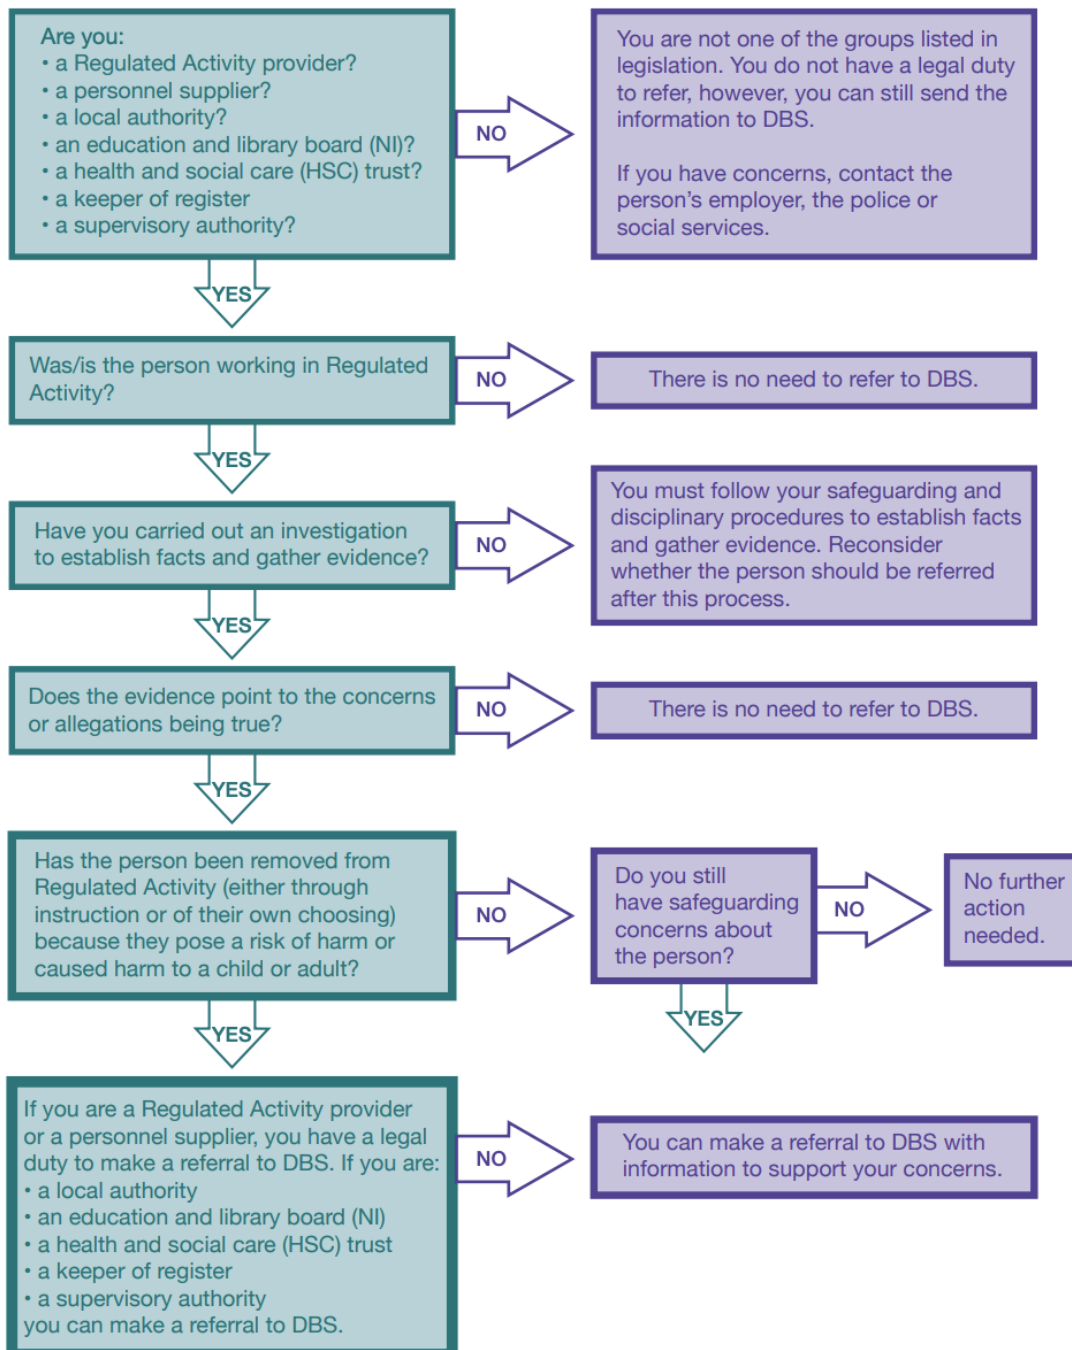 Are you:
• a Regulated Activity provider?
• a personnel supplier?
• a local authority?
• an education and library board (NI)?
• a health and social care (HSC) trust?
• a keeper of register
• a supervisory authority?
NO
You are not one of the groups listed in
legislation. You do not have a legal duty
to refer, however, you can still send the
information to DBS.
If you have concerns, contact the
person’s employer, the police or
social services.
YES
Was/is the person working in Regulated
Activity?
NO
There is no need to refer to DBS.
YES
Have you carried out an investigation
to establish facts and gather evidence?
NO
You must follow your safeguarding and
disciplinary procedures to establish facts
and gather evidence. Reconsider
whether the person should be referred
after this process.
YES
Does the evidence point to the concerns
or allegations being true?
NO
There is no need to refer to DBS.
YES
Has the person been removed from
Regulated Activity (either through
instruction or of their own choosing)
because they pose a risk of harm or
caused harm to a child or adult?
NO
Do you still
have safeguarding
concerns about
the person?
NO
No further
action
needed.
YES
YES
If you are a Regulated Activity provider
or a personnel supplier, you have a legal
duty to make a referral to DBS. If you are:
• a local authority
• an education and library board (NI)
• a health and social care (HSC) trust
• a keeper of register
• a supervisory authority
you can make a referral to DBS.
NO
You can make a referral to DBS with
information to support your concerns.